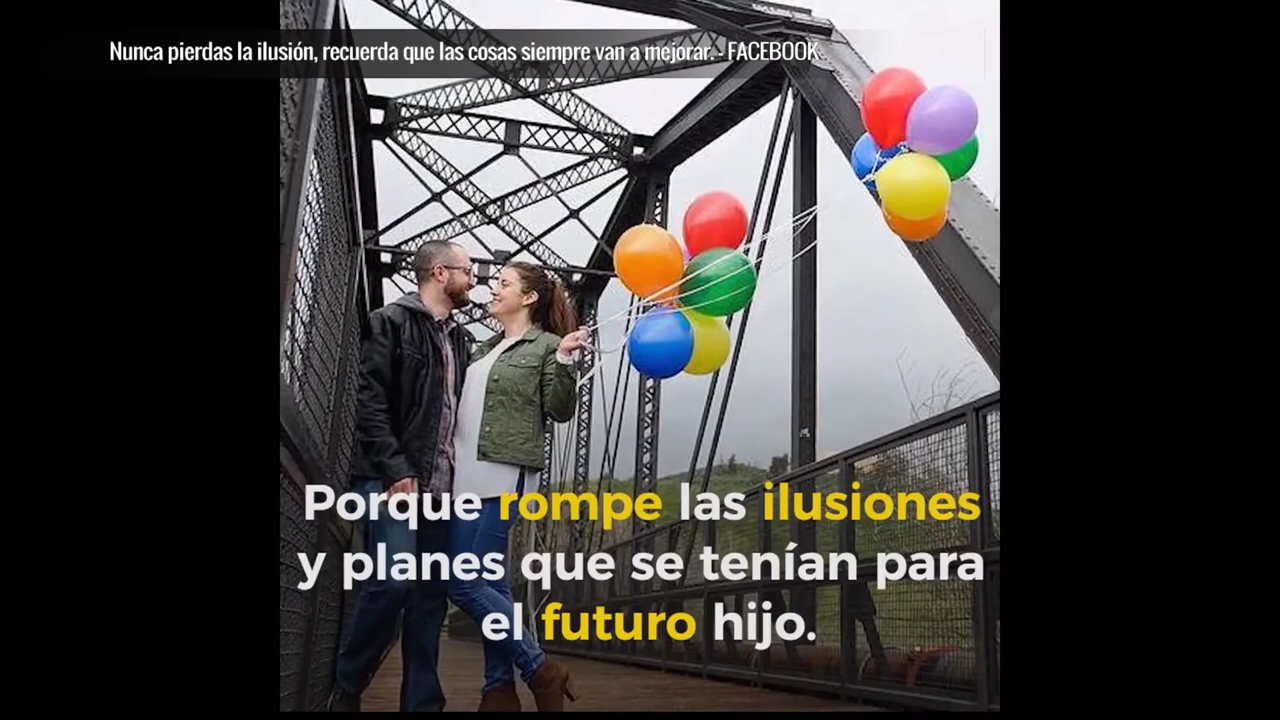 Nunca pierdas la ilusión, recuerda que las cosas siempre van a mejorar. - FACEBOOK
Porque rompe las ilusiones
y planes que se tenían para
el futuro hijo.